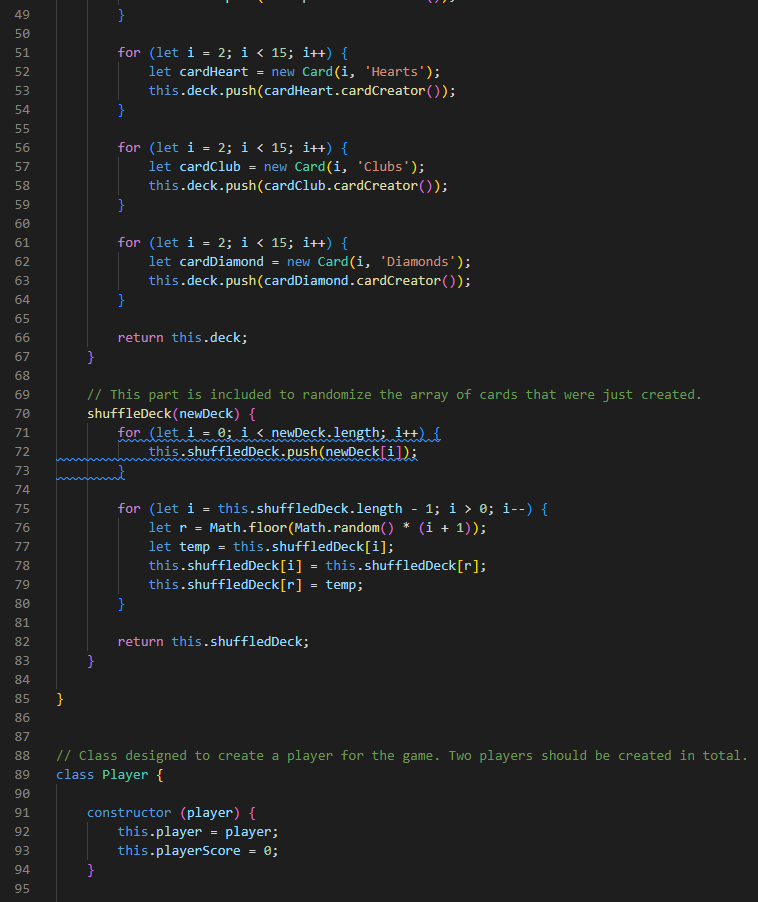 49 }
50
51 for (let i = 2; i < 15; i++) {
52 let cardHeart = new Card(i, 'Hearts');
53 this.deck.push(cardHeart.cardCreator());
54 }
55
56 for (let i = 2; i < 15; i++) {
57 let cardClub = new Card(i, 'Clubs');
58 this.deck.push(cardClub.cardCreator());
59 }
60
61 for (let i = 2; i < 15; i++) {
62 let cardDiamond = new Card(i, 'Diamonds');
63 this.deck.push(cardDiamond.cardCreator());
64 }
65
66 return this.deck;
67 }
68
69 // This part is included to randomize the array of cards that were just created.
70 shuffleDeck(newDeck) {
71 for (let i = 0; i < newDeck.length; i++) {
72 this.shuffledDeck.push(newDeck[i]);
73 }
74
75 for (let i = this.shuffledDeck.length - 1; i > 0; i--) {
76 let r = Math.floor(Math.random() * (i + 1));
77 let temp = this.shuffledDeck[i];
78 this.shuffledDeck[i] = this.shuffledDeck[r];
79 this.shuffledDeck[r] = temp;
80 }
81
82 return this.shuffledDeck;
83 }
84
85 }
86
87
88 // Class designed to create a player for the game. Two players should be created in total.
89 class Player {
90
91 constructor (player) {
92 this.player = player;
93 this.playerScore = 0;
94 }
95